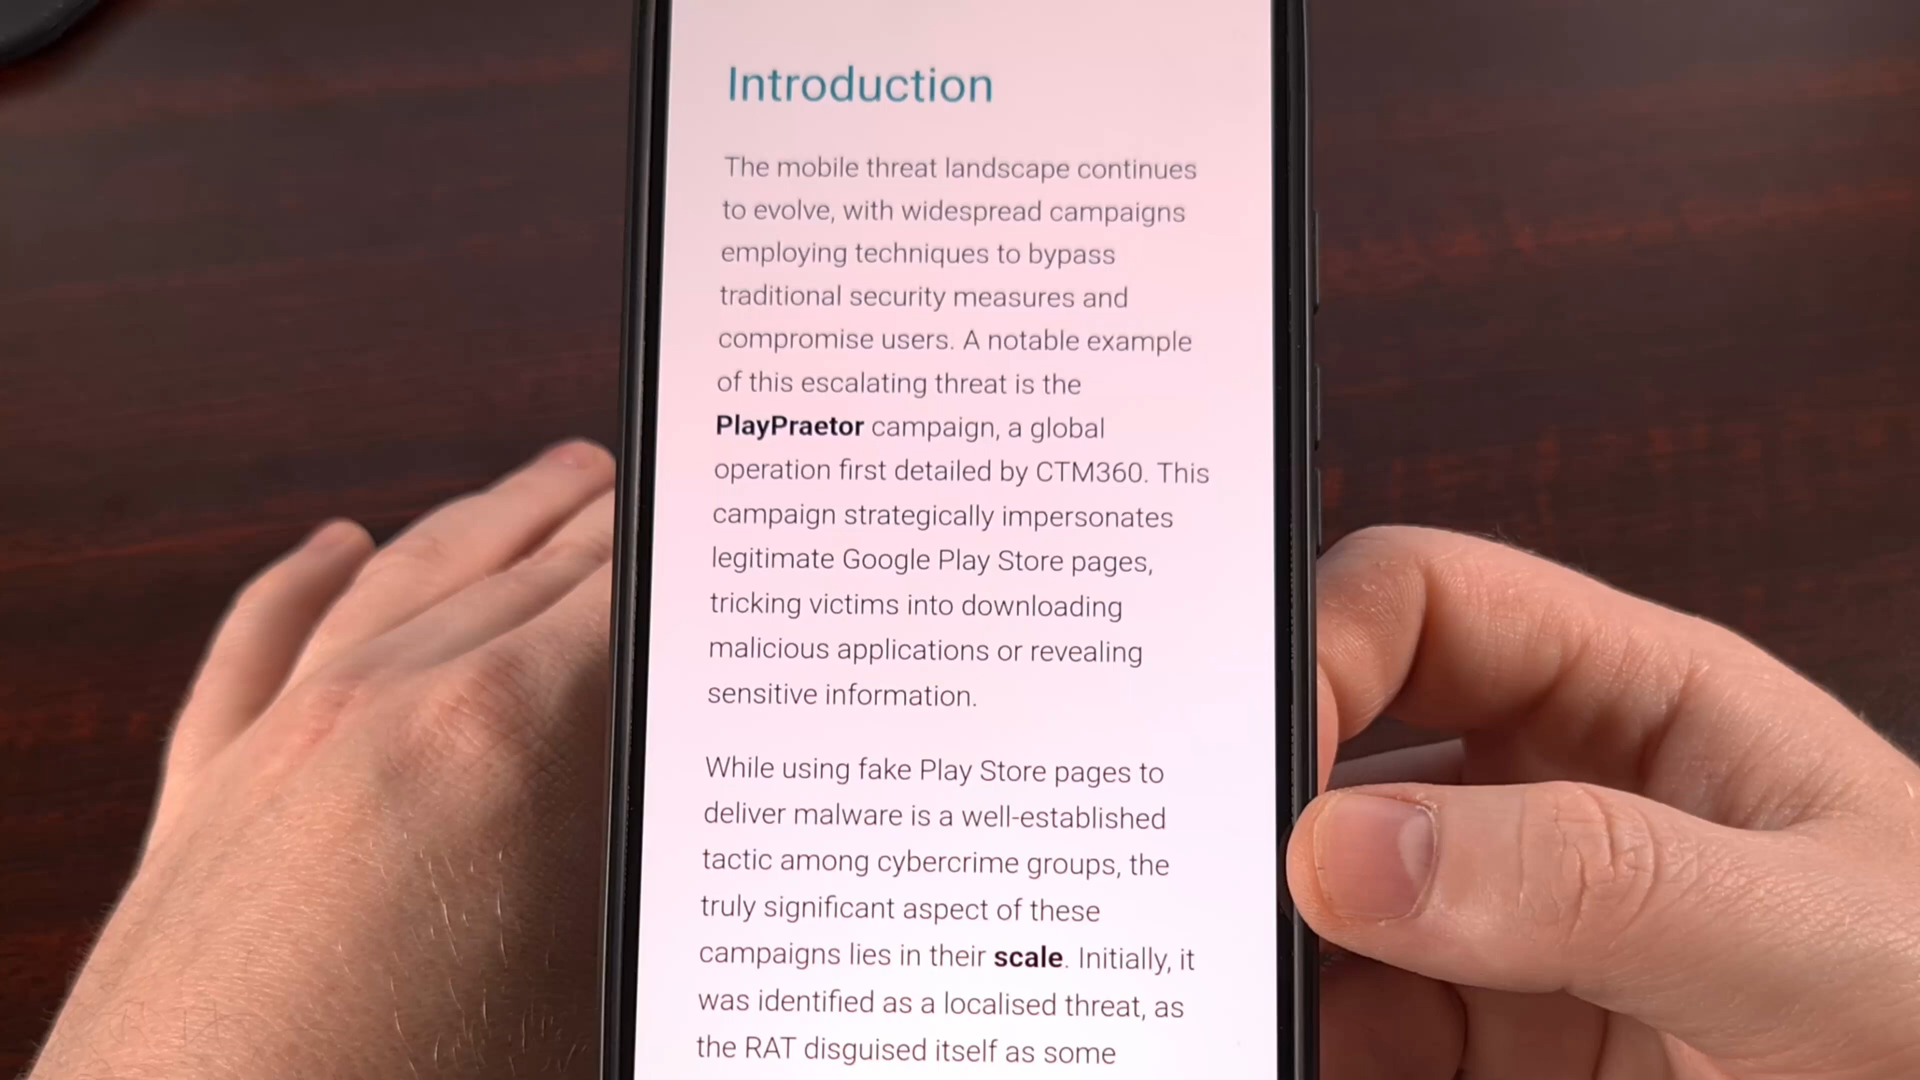 Introduction
The mobile threat landscape continues
to evolve, with widespread campaigns
employing techniques to bypass
traditional security measures and
compromise users. A notable example
of this escalating threat is the
PlayPraetor campaign, a global
operation first detailed by CTM360. This
campaign strategically impersonates
legitimate Google Play Store pages,
tricking victims into downloading
malicious applications or revealing
sensitive information.
While using fake Play Store pages to
deliver malware is a well-established
tactic among cybercrime groups, the
truly significant aspect of these
campaigns lies in their scale. Initially, it
was identified as a localised threat, as
the RAT disguised itself as some